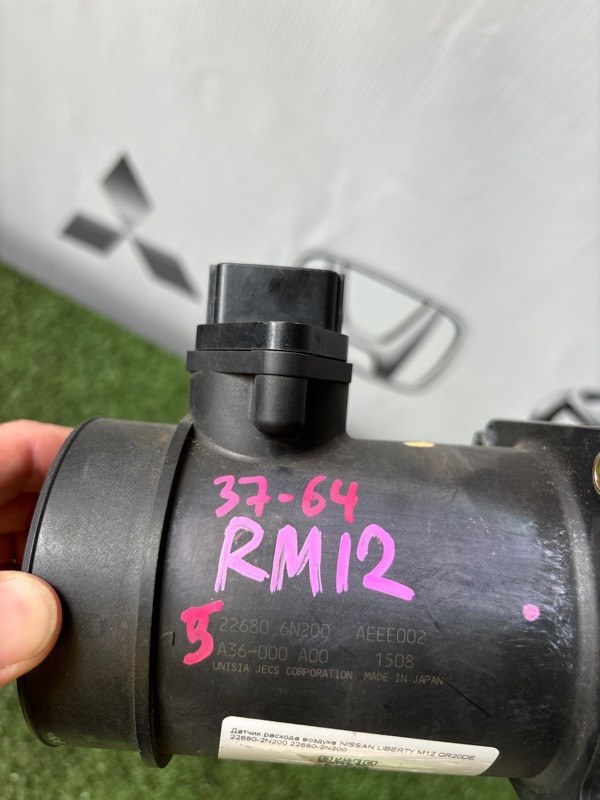 37-64
RM12
5
22680 6N200 AEEE002
A36-000 A00 1508
UNISIA JECS CORPORATION MADE IN JAPAN
Датчик расхода воздуха NISSAN LIBERTY M12 QR20DE
22680-2N200 22680-2N200